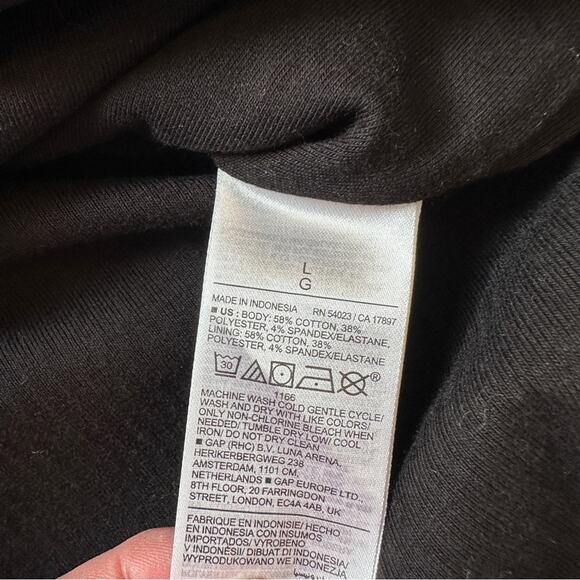 L
G
MADE IN INDONESIA RN 54023 / CA 17897
■ US : BODY: 58% COTTON, 38%
POLYESTER, 4% SPANDEX/ELASTANE,
LINING: 58% COTTON, 38%
POLYESTER, 4% SPANDEX/ELASTANE
30 ®
1166
MACHINE WASH COLD GENTLE CYCLE/
WASH AND DRY WITH LIKE COLORS/
ONLY NON-CHLORINE BLEACH WHEN
NEEDED/ TUMBLE DRY LOW/ COOL
IRON/ DO NOT DRY CLEAN
■ GAP (RHC) B.V. LUNA ARENA,
HERIKERBERGWEG 238
AMSTERDAM, 1101 CM.
NETHERLANDS ■ GAP EUROPE LTD.,
8TH FLOOR, 20 FARRINGDON
STREET, LONDON, EC4A 4AB, UK
FABRIQUE EN INDONESIE/ HECHO
EN INDONESIA CON INSUMOS
IMPORTADOS/ VYROBENO
V INDONÉSII/ DIBUAT DI INDONESIA/
WYPRODUKOWANO WE INDONEZJA